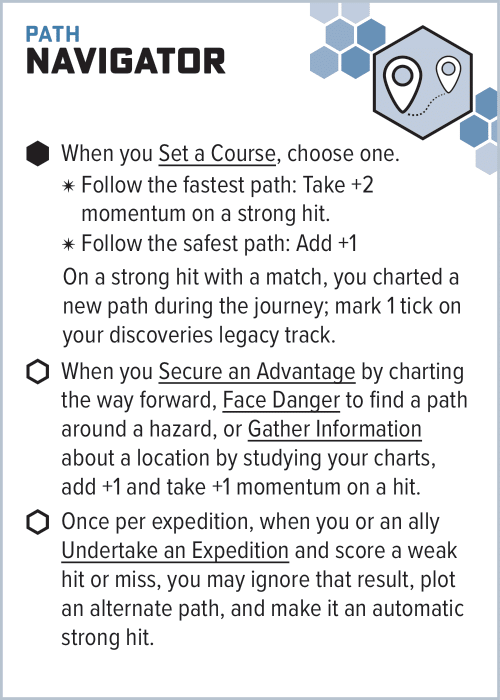 PATH
NAVIGATOR
When you Set a Course, choose one.
✷ Follow the fastest path: Take +2
momentum on a strong hit.
✷ Follow the safest path: Add +1
On a strong hit with a match, you charted a
new path during the journey; mark 1 tick on
your discoveries legacy track.
When you Secure an Advantage by charting
the way forward, Face Danger to find a path
around a hazard, or Gather Information
about a location by studying your charts,
add +1 and take +1 momentum on a hit.
Once per expedition, when you or an ally
Undertake an Expedition and score a weak
hit or miss, you may ignore that result, plot
an alternate path, and make it an automatic
strong hit.